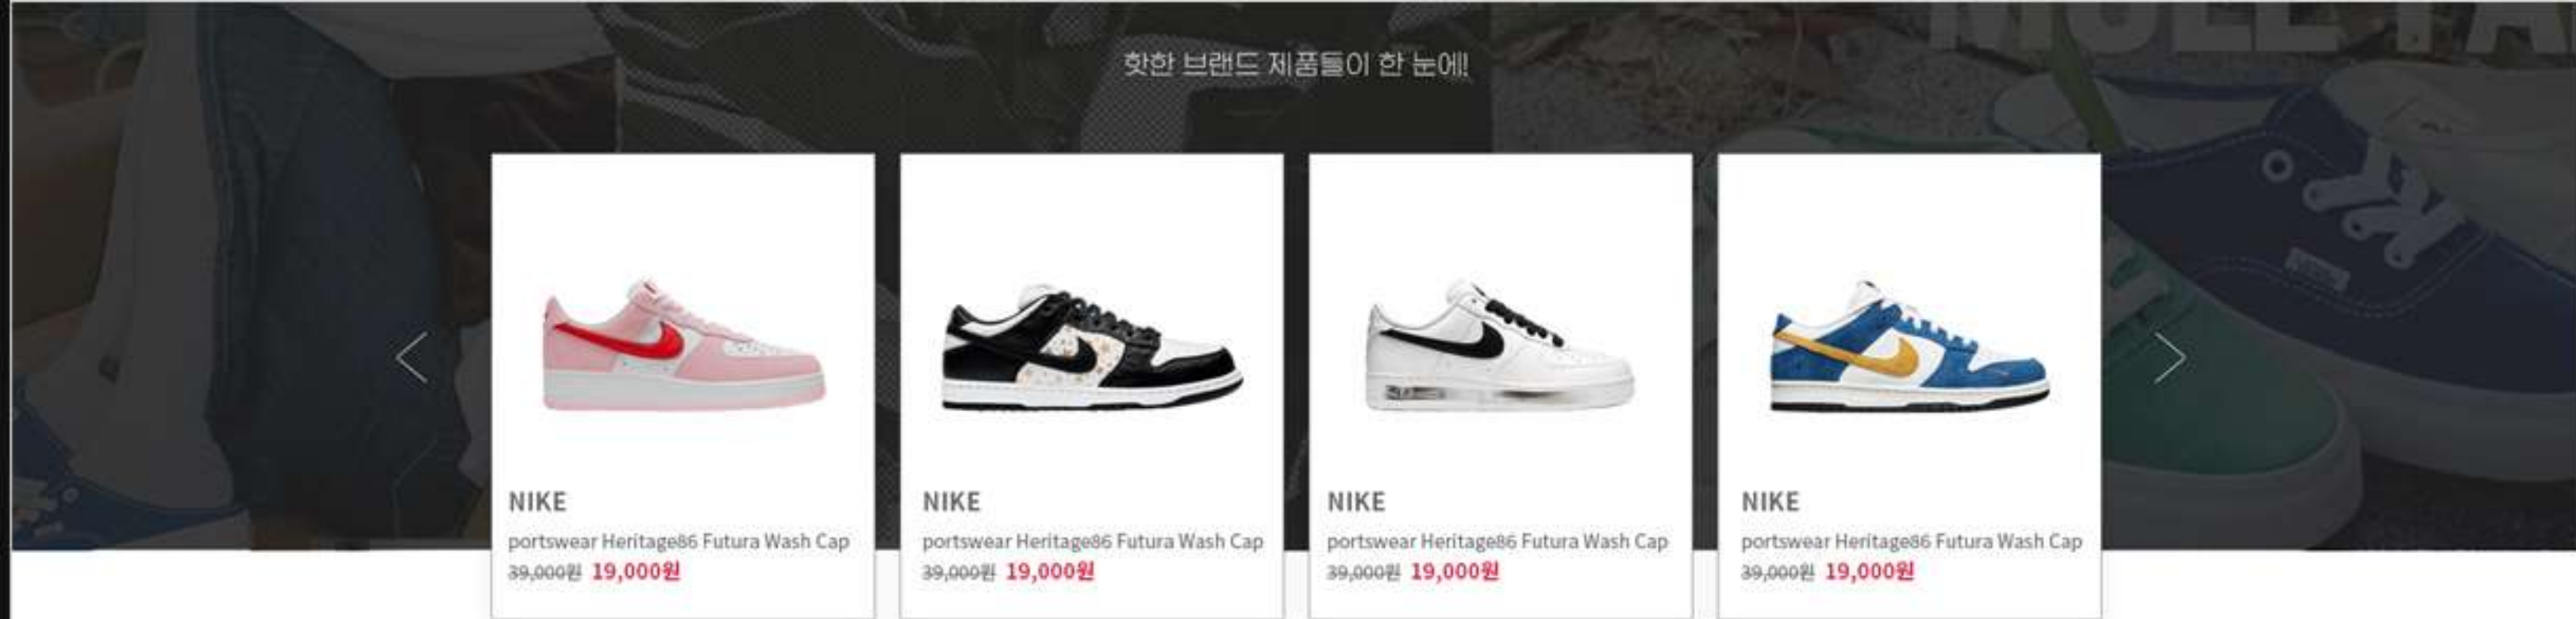 핫한 브랜드 제품들이 한 눈에!
NIKE
portswear Heritage86 Futura Wash Cap
39,000원 19,000원
NIKE
portswear Heritage86 Futura Wash Cap
39,000원 19,000원
NIKE
portswear Heritage86 Futura Wash Cap
39,000원 19,000원
NIKE
portswear Heritage86 Futura Wash Cap
39,000원 19,000원